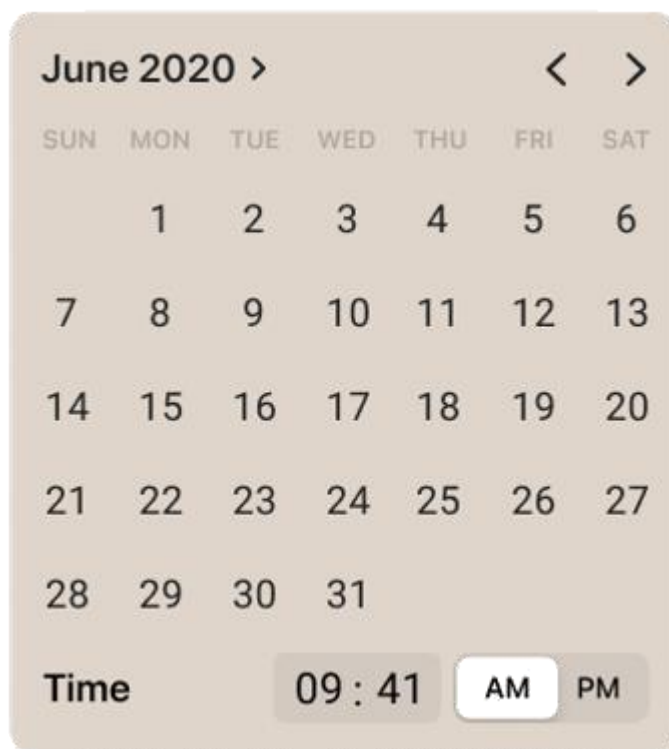 June 2020 >
SUN MON TUE WED THU FRI SAT
1 2 3 4 5 6
7 8 9 10 11 12 13
14 15 16 17 18 19 20
21 22 23 24 25 26 27
28 29 30 31
Time 09 : 41 AM PM